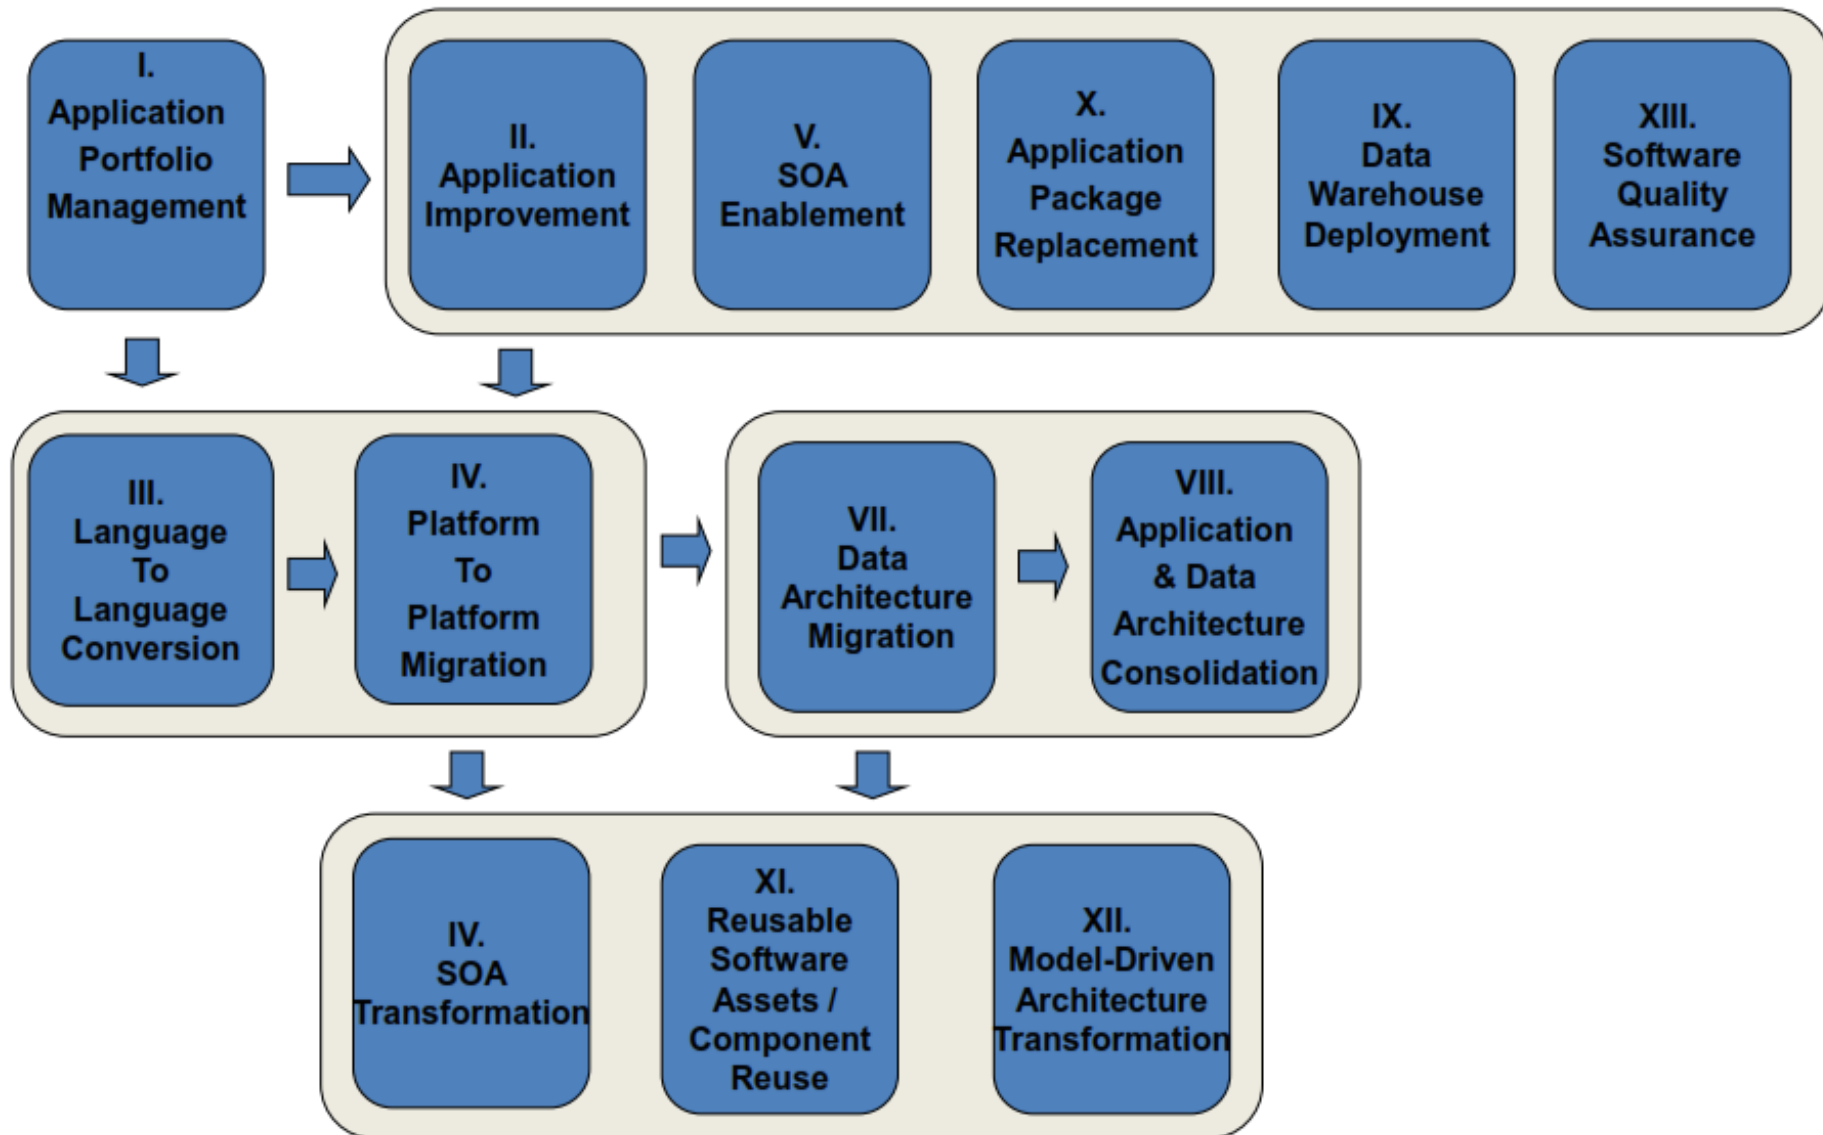 I.
Application
Portfolio
Management
II.
Application
Improvement
V.
SOA
Enablement
X.
Application
Package
Replacement
IX.
Data
Warehouse
Deployment
XIII.
Software
Quality
Assurance
III.
Language
To
Language
Conversion
IV.
Platform
To
Platform
Migration
VII.
Data
Architecture
Migration
VIII.
Application
& Data
Architecture
Consolidation
IV.
SOA
Transformation
XI.
Reusable
Software
Assets /
Component
Reuse
XII.
Model-Driven
Architecture
Transformation